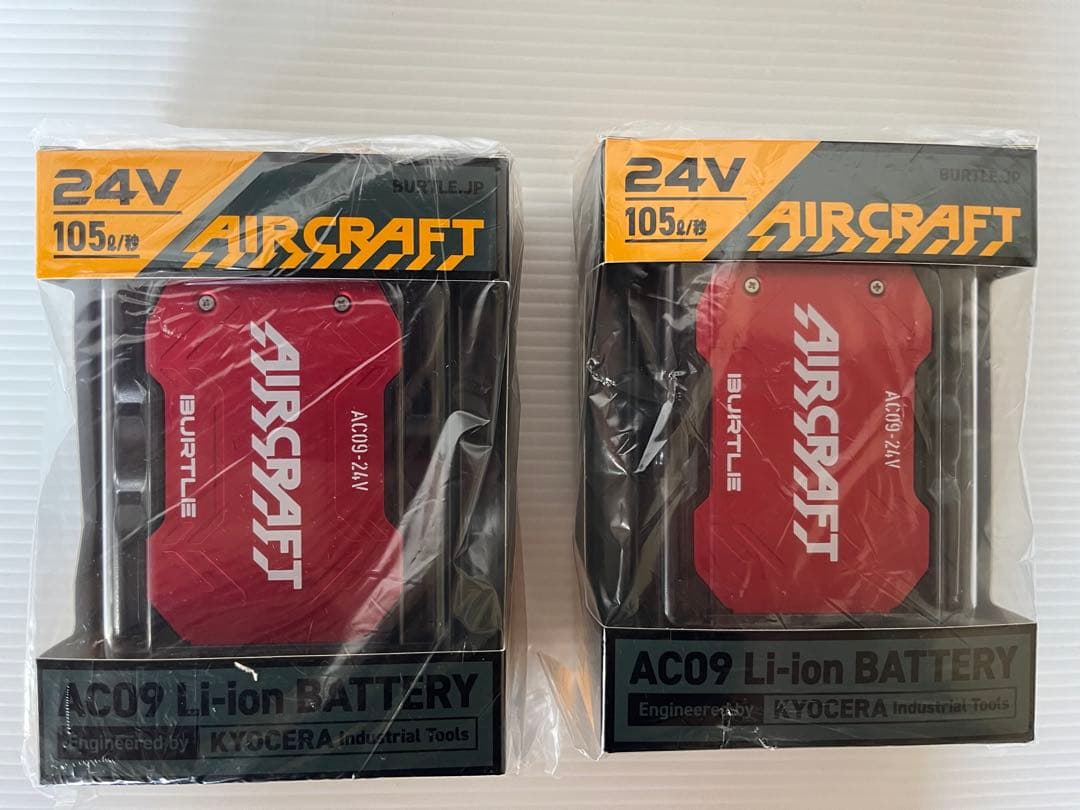 24V
105ℓ/秒
BURTLE.JP
AIRCRAFT
AIRCRAFT
BURTLE
AC09-24V
AC09 Li-ion BATTERY
Engineered by KYOCERA Industrial Tools
24V
105ℓ/秒
BURTLE.JP
AIRCRAFT
AIRCRAFT
BURTLE
AC09-24V
AC09 Li-ion BATTERY
Engineered by KYOCERA Industrial Tools